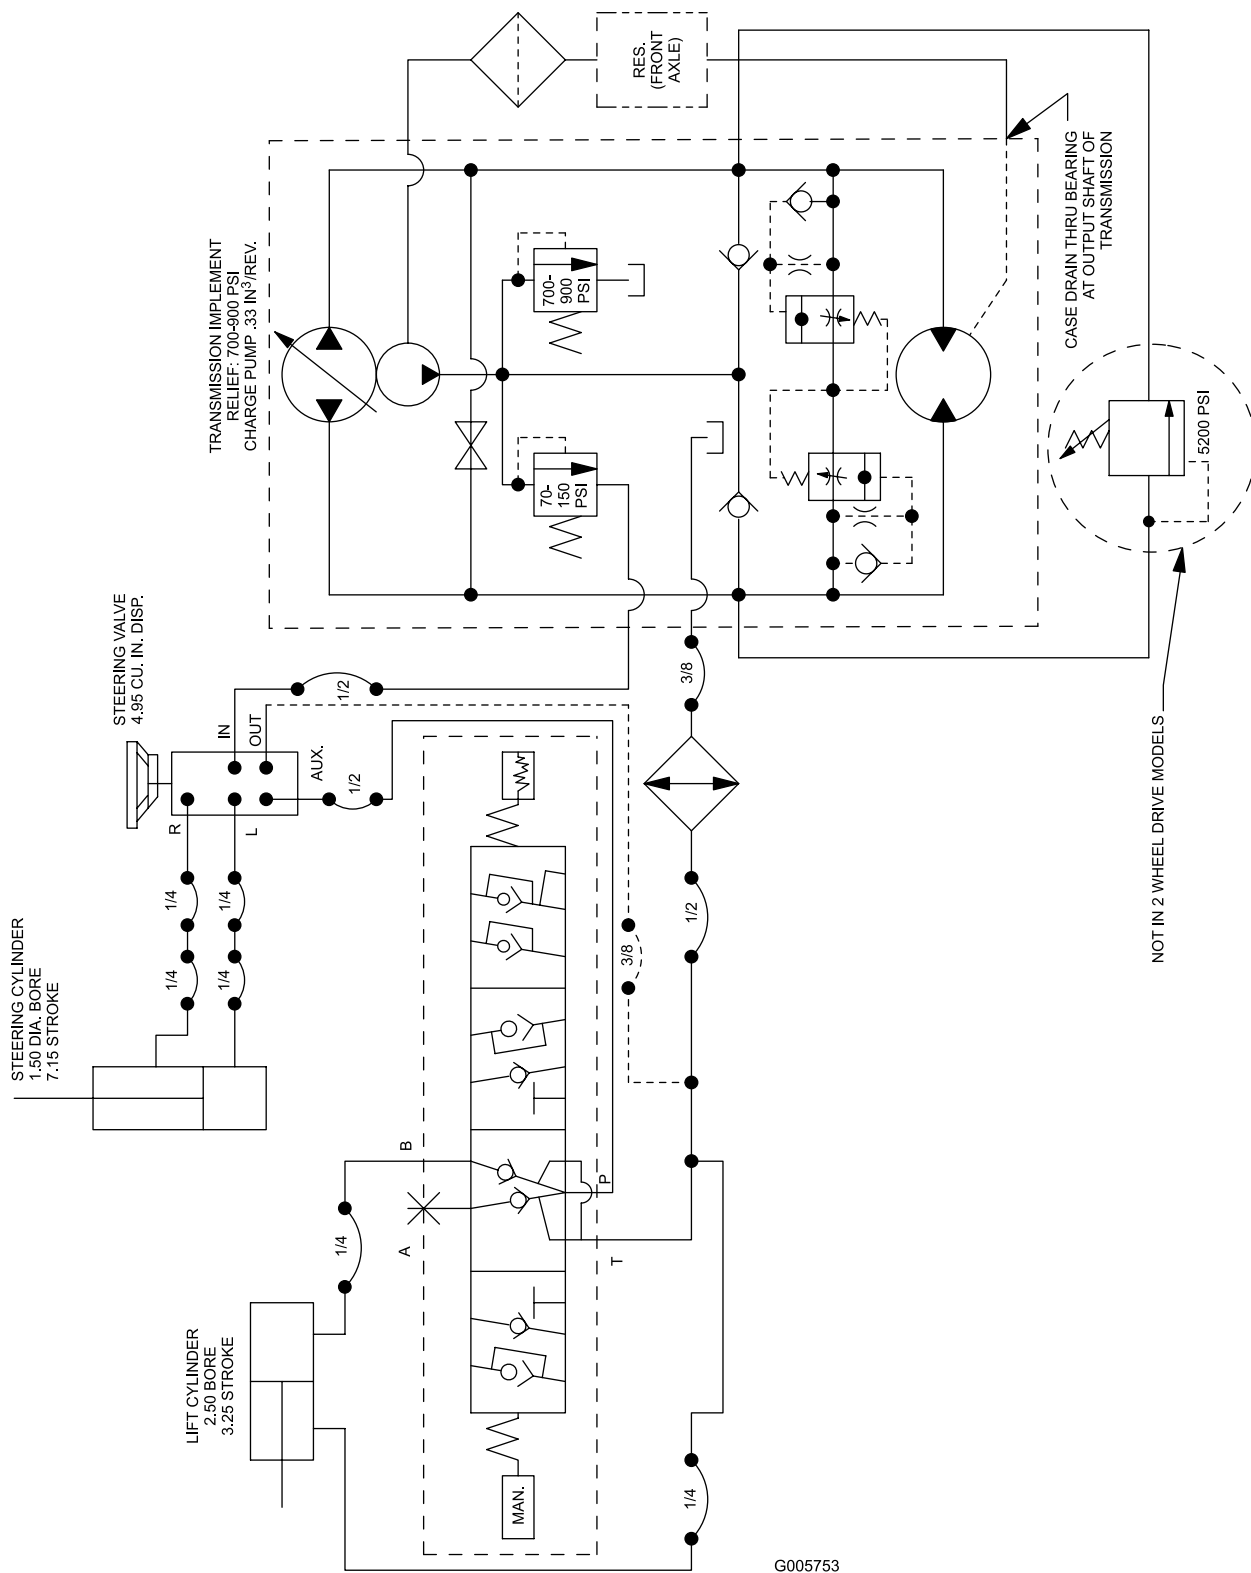 STEERING CYLINDER
1.50 DIA. BORE
7.15 STROKE
LIFT CYLINDER
2.50 BORE
3.25 STROKE
STEERING VALVE
4.95 CU. IN. DISP.
TRANSMISSION IMPLEMENT
RELIEF: 700-900 PSI
CHARGE PUMP .33 IN³/REV.
RES.
(FRONT
AXLE)
CASE DRAIN THRU BEARING
AT OUTPUT SHAFT OF
TRANSMISSION
NOT IN 2 WHEEL DRIVE MODELS
5200 PSI
700-
900
PSI
70-
150
PSI
R
L
IN
OUT
AUX.
1/4
1/4
1/4
1/4
1/2
1/2
3/8
3/8
1/2
1/4
1/4
A
B
P
T
MAN.
G005753